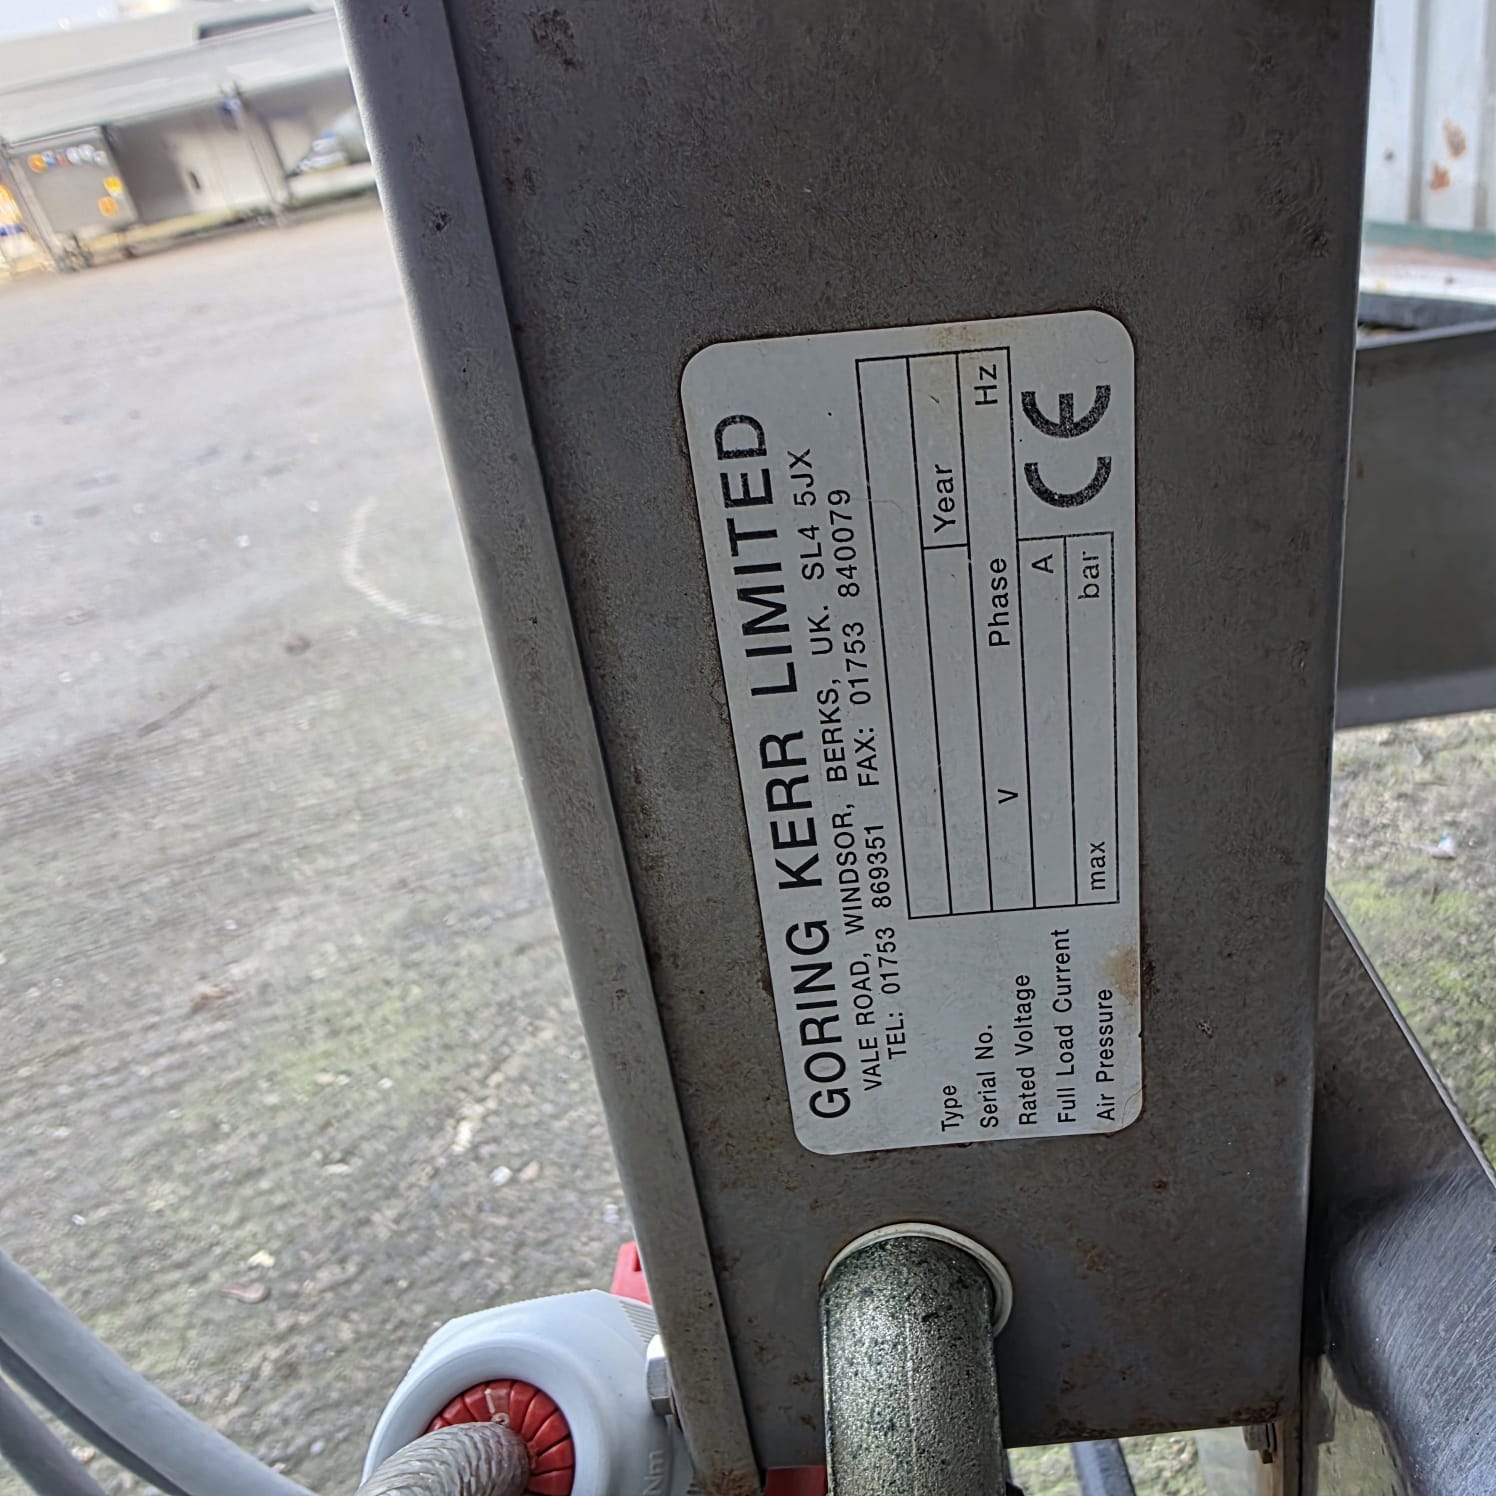 GORING KERR LIMITED
VALE ROAD, WINDSOR, BERKS, UK. SL4 5JX
TEL: 01753 869351 FAX: 01753 840079
Type
Serial No. Year
Rated Voltage V Phase Hz
Full Load Current A
Air Pressure max bar
CE
Nm